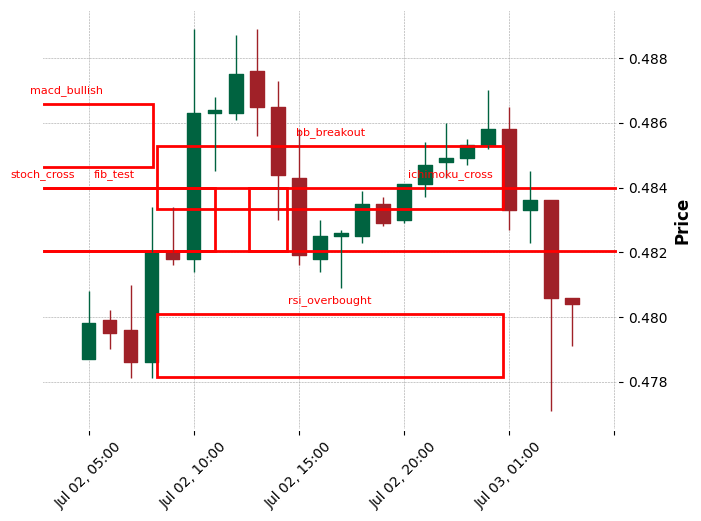 macd_bullish
bb_breakout
stoch_cross
fib_test
ichimoku_cross
rsi_overbought
0.488
0.486
0.484
0.482
0.480
0.478
Price
Jul 02, 05:00
Jul 02, 10:00
Jul 02, 15:00
Jul 02, 20:00
Jul 03, 01:00